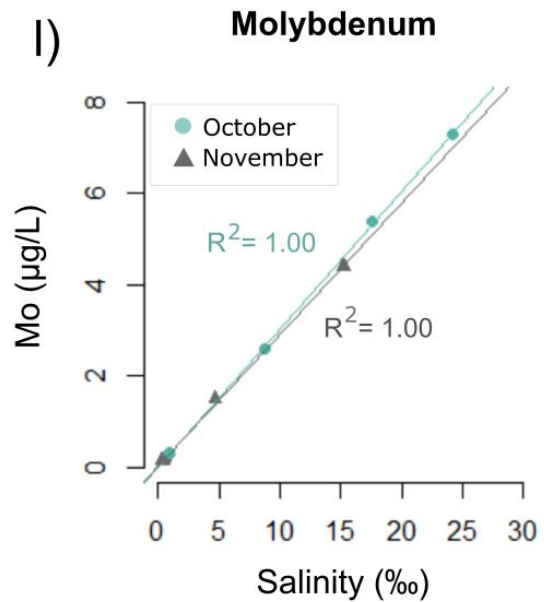 l)
Molybdenum
Mo (µg/L)
8
6
4
2
0
October
November
R²= 1.00
R²= 1.00
0 5 10 15 20 25 30
Salinity (‰)